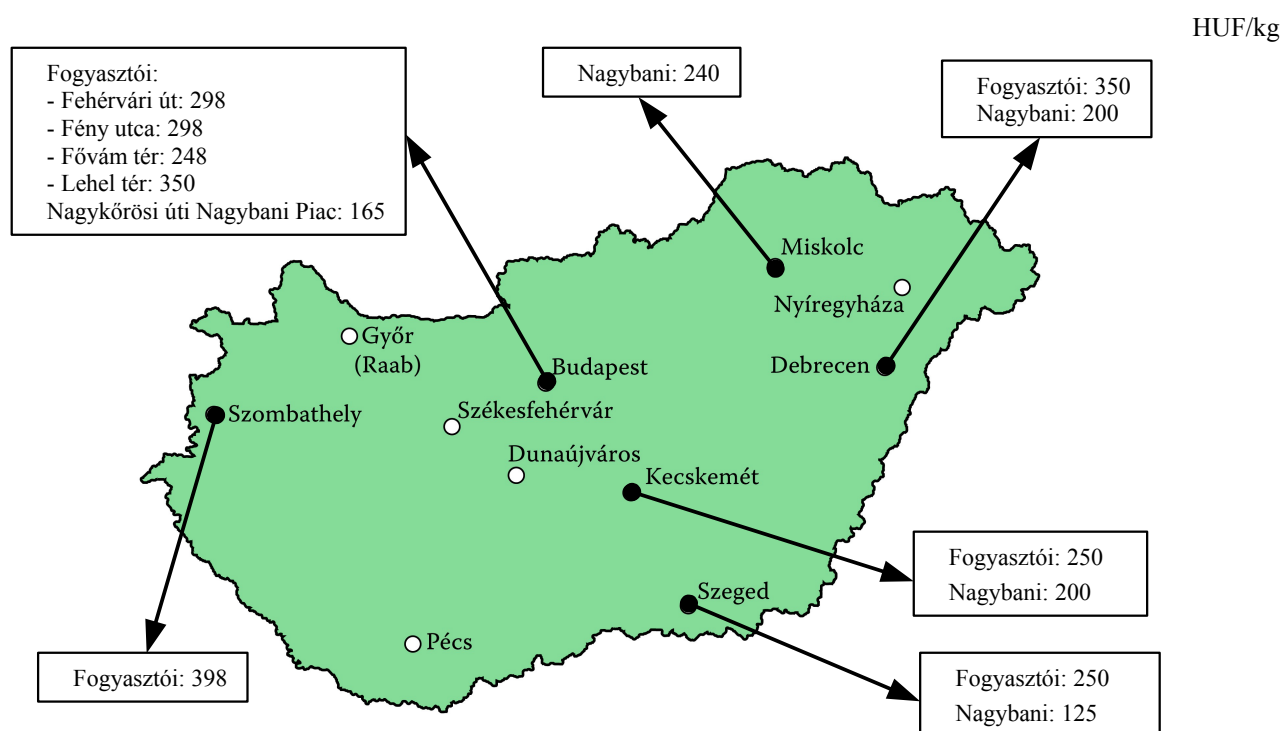 HUF/kg
Fogyasztói:
- Fehérvári út: 298
- Fény utca: 298
- Fővám tér: 248
- Lehel tér: 350
Nagykőrösi úti Nagybani Piac: 165
Nagybani: 240
Fogyasztói: 350
Nagybani: 200
Miskolc
Nyíregyháza
Győr
(Raab)
Budapest
Debrecen
Szombathely
Székesfehérvár
Dunaújváros
Kecskemét
Fogyasztói: 250
Nagybani: 200
Szeged
Pécs
Fogyasztói: 398
Fogyasztói: 250
Nagybani: 125